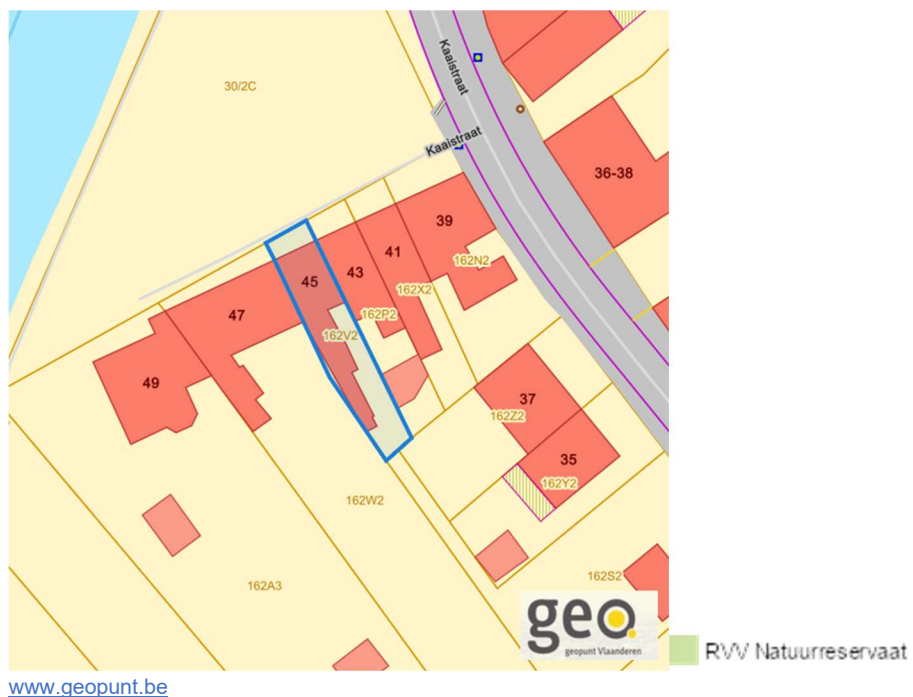 Kaaistraat
30/2C
Kaaistraat
36-38
39
41
162N2
43
45
162X2
47
162P2
162V2
49
37
162Z2
35
162Y2
162W2
162A3
162S2
geo.
geopunt Vlaanderen
RVV Natuurreservaat
www.geopunt.be